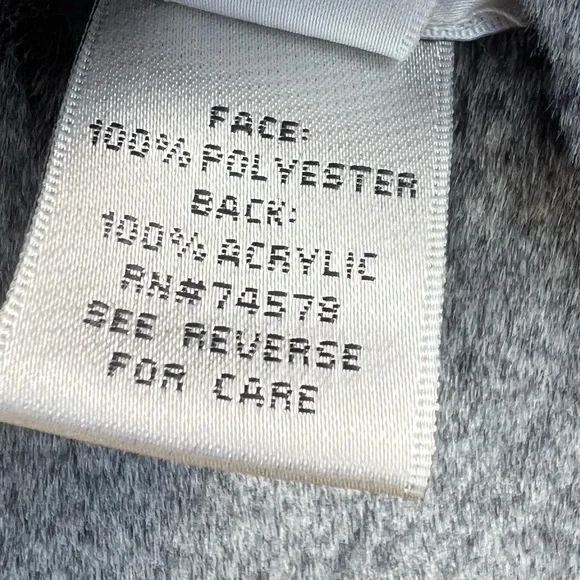 FACE:
100% POLYESTER
BACK:
100% ACRYLIC
RN#74578
SEE REVERSE
FOR CARE